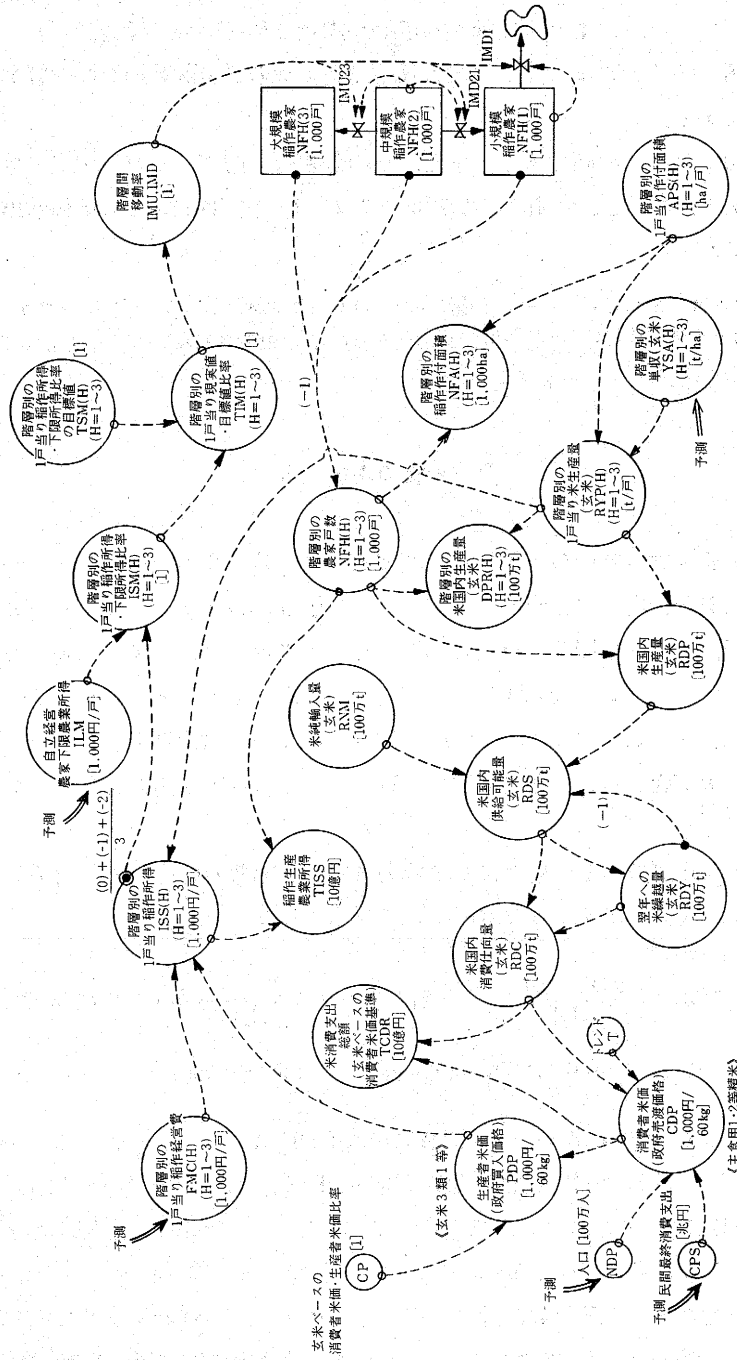 予測
階層別の
1戸当り稲作経営費
FMC(H)
(H=1~3)
[1.000円/戸]
予測
自立経営
農家下限農業所得
ILM
[1.000円/戸]
(0)+(-1)+(-2)
3
階層別の
1戸当り稲作所得
ISS(H)
(H=1~3)
[1.000円/戸]
階層別の
1戸当り稲作所得
・下限所得比率
ISM(H)
(H=1~3)
[1]
階層別の
1戸当り稲作所得
・下限所得比率
の目標値
TSM(H)
(H=1~3)
[1]
階層別の
1戸当り現実値
・目標値比率
TIM(H)
(H=1~3)
[1]
階層間
移動率
IMU.IMD
[1]
玄米ベースの
消費者米価・生産者米価比率
CP
[1]
《玄米3類1等》
生産者米価
(政府買入価格)
PDP
[1.000円/
60kg]
米消費支出
総額
(玄米ベースの
消費者米価基準)
TCDR
[10億円]
稲作生産
農業所得
TISS
[10億円]
米純輸入量
(玄米)
RNM
[100万t]
階層別の
農家戸数
NFH(H)
(H=1~3)
[1.000戸]
(-1)
大規模
稲作農家
NFH(3)
[1.000戸]
IMU23
中規模
稲作農家
NFH(2)
[1.000戸]
IMD21
小規模
稲作農家
NFH(1)
[1.000戸]
IMD1
階層別の
米国内生産量
(玄米)
DPR(H)
(H=1~3)
[100万t]
階層別の
稲作作付面積
NFA(H)
(H=1~3)
[1.000ha]
予測
人口[100万人]
NDP
予測
民間最終消費支出
[兆円]
CPS
消費者米価
(政府売渡価格)
CDP
[1.000円/
60kg]
《主食用1・2等精米》
トレンド
T
米国内
消費仕向量
(玄米)
RDC
[100万t]
米国内
供給可能量
(玄米)
RDS
[100万t]
(-1)
翌年への
米繰越量
(玄米)
RDY
[100万t]
米国内
生産量
(玄米)
RDP
[100万t]
階層別の
1戸当り米生産量
(玄米)
RYP(H)
(H=1~3)
[t/戸]
予測
階層別の
単収(玄米)
YSA(H)
(H=1~3)
[t/ha]
階層別の
1戸当り作付面積
APS(H)
(H=1~3)
[ha/戸]